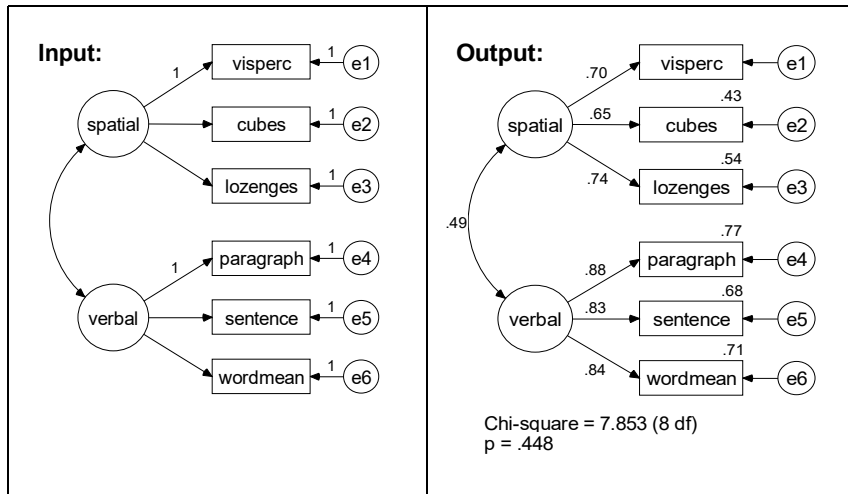 Input:
1
visperc
1
e1
spatial
cubes
1
e2
lozenges
1
e3
1
paragraph
1
e4
verbal
sentence
1
e5
wordmean
1
e6
Output:
.70
visperc
e1
.43
spatial
.65
cubes
e2
.54
.74
lozenges
e3
.49
.77
.88
paragraph
e4
.68
verbal
.83
sentence
e5
.71
.84
wordmean
e6
Chi-square = 7.853 (8 df)
p = .448